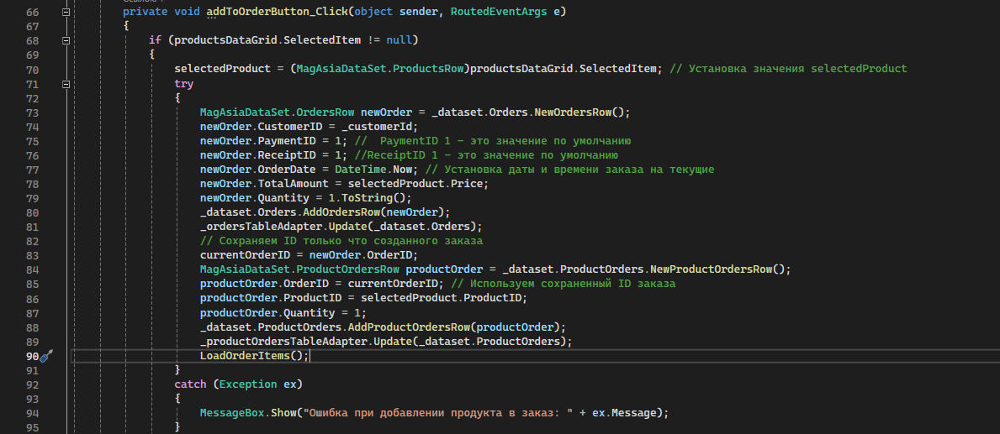 66 private void addToOrderButton_Click(object sender, RoutedEventArgs e)
67 {
68 if (productsDataGrid.SelectedItem != null)
69 {
70 selectedProduct = (MagAsiaDataSet.ProductsRow)productsDataGrid.SelectedItem; // Установка значения selectedProduct
71 try
72 {
73 MagAsiaDataSet.OrdersRow newOrder = _dataset.Orders.NewOrdersRow();
74 newOrder.CustomerID = _customerId;
75 newOrder.PaymentID = 1; //  PaymentID 1 - это значение по умолчанию
76 newOrder.ReceiptID = 1; //ReceiptID 1 - это значение по умолчанию
77 newOrder.OrderDate = DateTime.Now; // Установка даты и времени заказа на текущие
78 newOrder.TotalAmount = selectedProduct.Price;
79 newOrder.Quantity = 1.ToString();
80 _dataset.Orders.AddOrdersRow(newOrder);
81 _ordersTableAdapter.Update(_dataset.Orders);
82 // Сохраняем ID только что созданного заказа
83 currentOrderID = newOrder.OrderID;
84 MagAsiaDataSet.ProductOrdersRow productOrder = _dataset.ProductOrders.NewProductOrdersRow();
85 productOrder.OrderID = currentOrderID; // Используем сохраненный ID заказа
86 productOrder.ProductID = selectedProduct.ProductID;
87 productOrder.Quantity = 1;
88 _dataset.ProductOrders.AddProductOrdersRow(productOrder);
89 _productOrdersTableAdapter.Update(_dataset.ProductOrders);
90 LoadOrderItems();
91 }
92 catch (Exception ex)
93 {
94 MessageBox.Show("Ошибка при добавлении продукта в заказ: " + ex.Message);
95 }